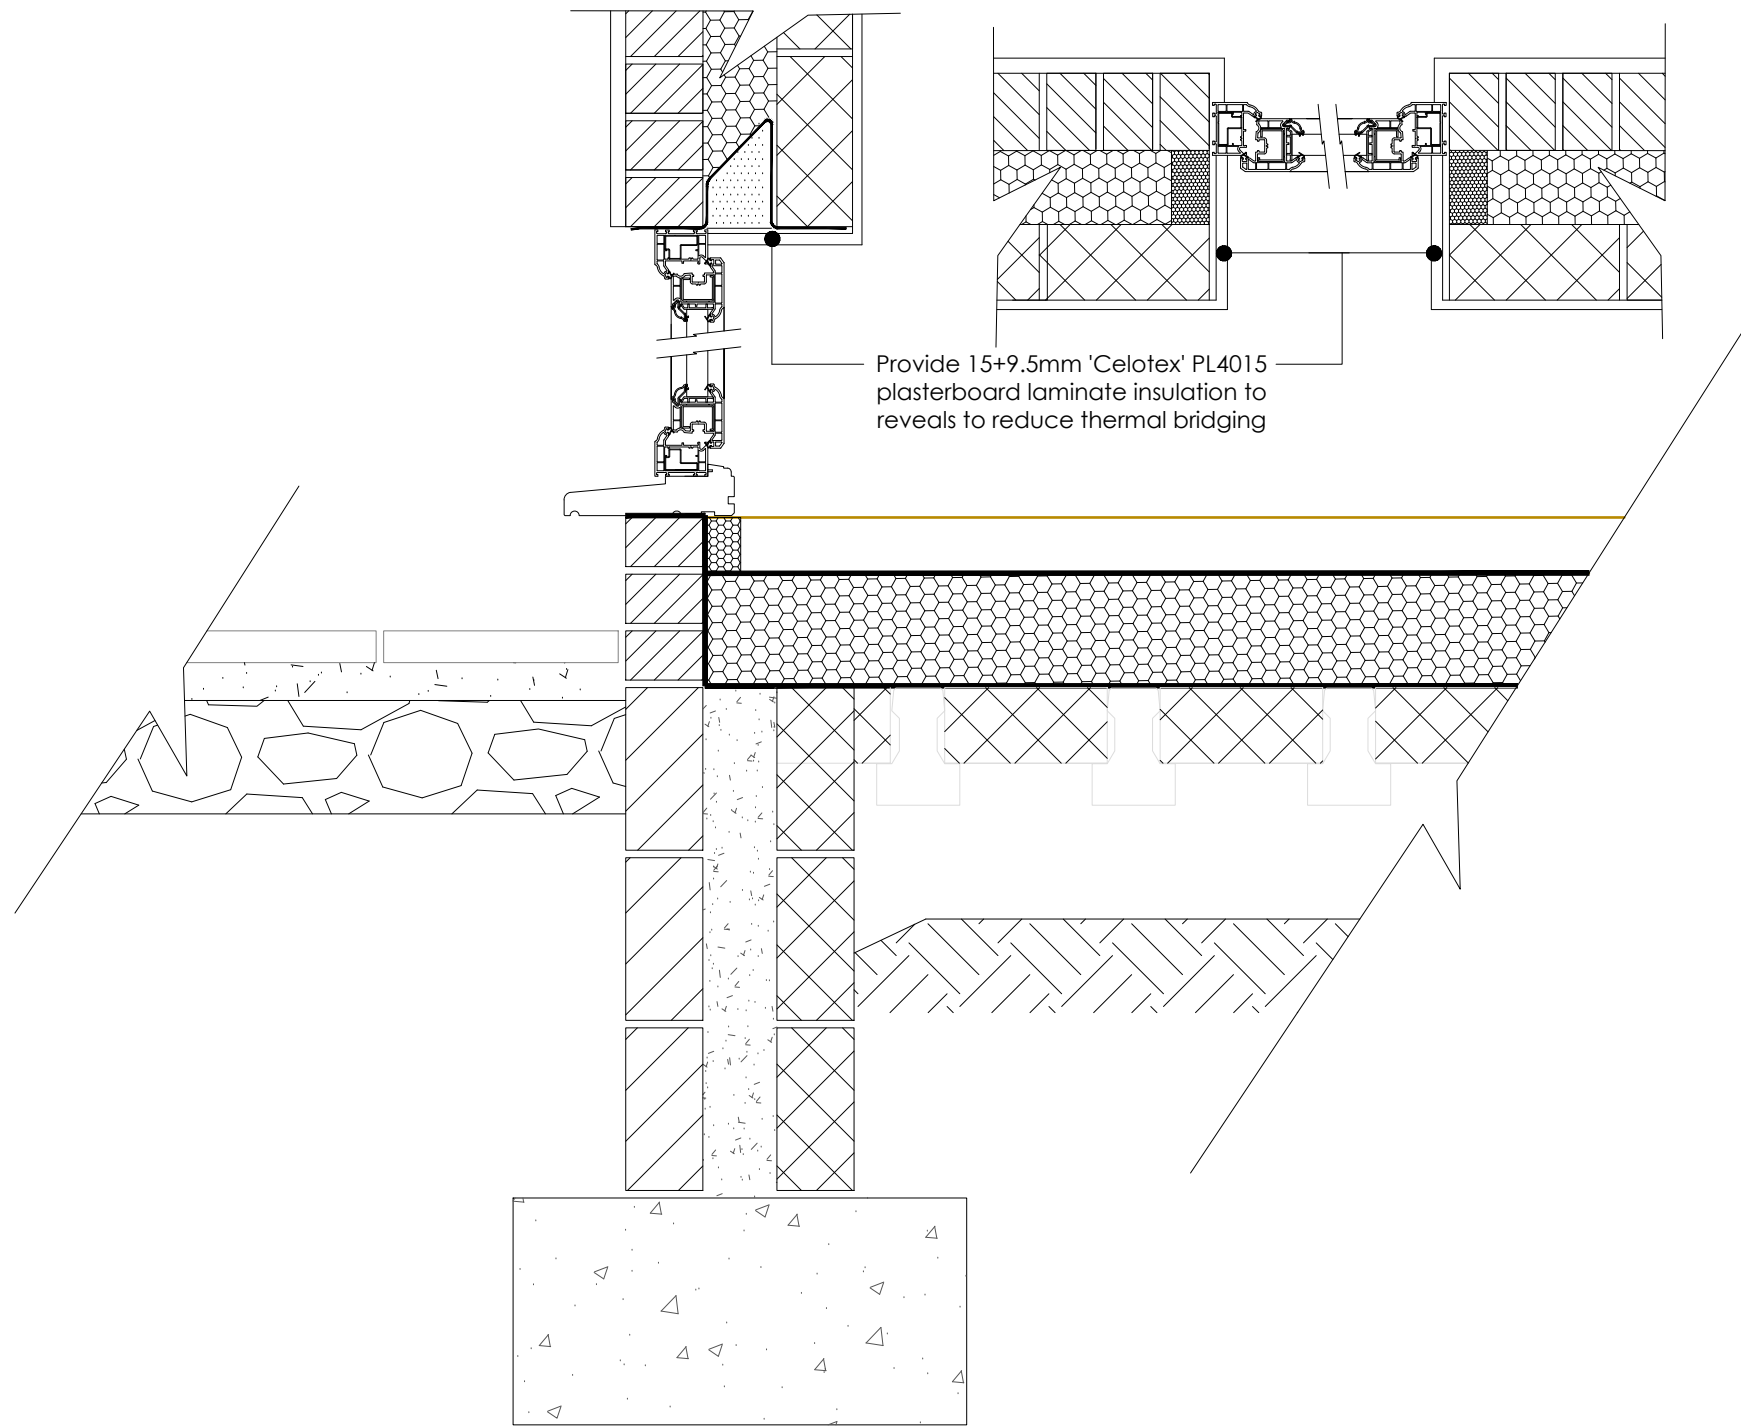 Provide 15+9.5mm 'Celotex' PL4015
plasterboard laminate insulation to
reveals to reduce thermal bridging